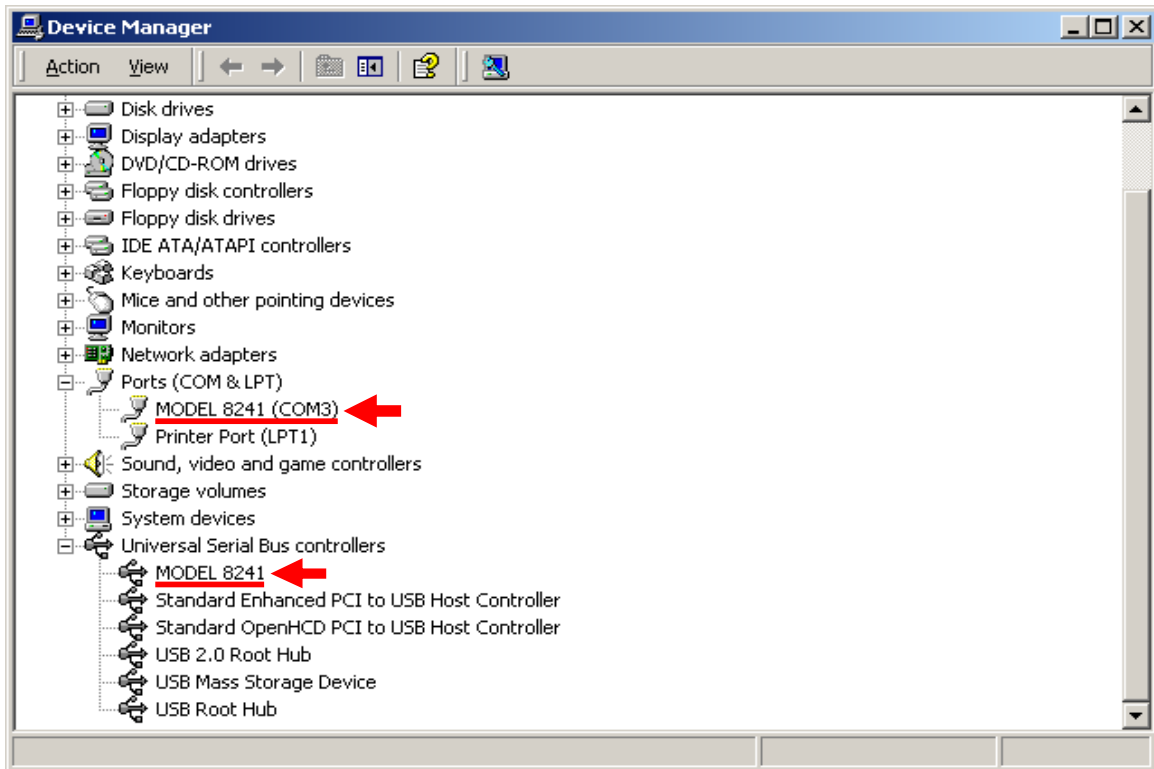 Device Manager
Action View
Disk drives
Display adapters
DVD/CD-ROM drives
Floppy disk controllers
Floppy disk drives
IDE ATA/ATAPI controllers
Keyboards
Mice and other pointing devices
Monitors
Network adapters
Ports (COM & LPT)
MODEL 8241 (COM3)
Printer Port (LPT1)
Sound, video and game controllers
Storage volumes
System devices
Universal Serial Bus controllers
MODEL 8241
Standard Enhanced PCI to USB Host Controller
Standard OpenHCD PCI to USB Host Controller
USB 2.0 Root Hub
USB Mass Storage Device
USB Root Hub